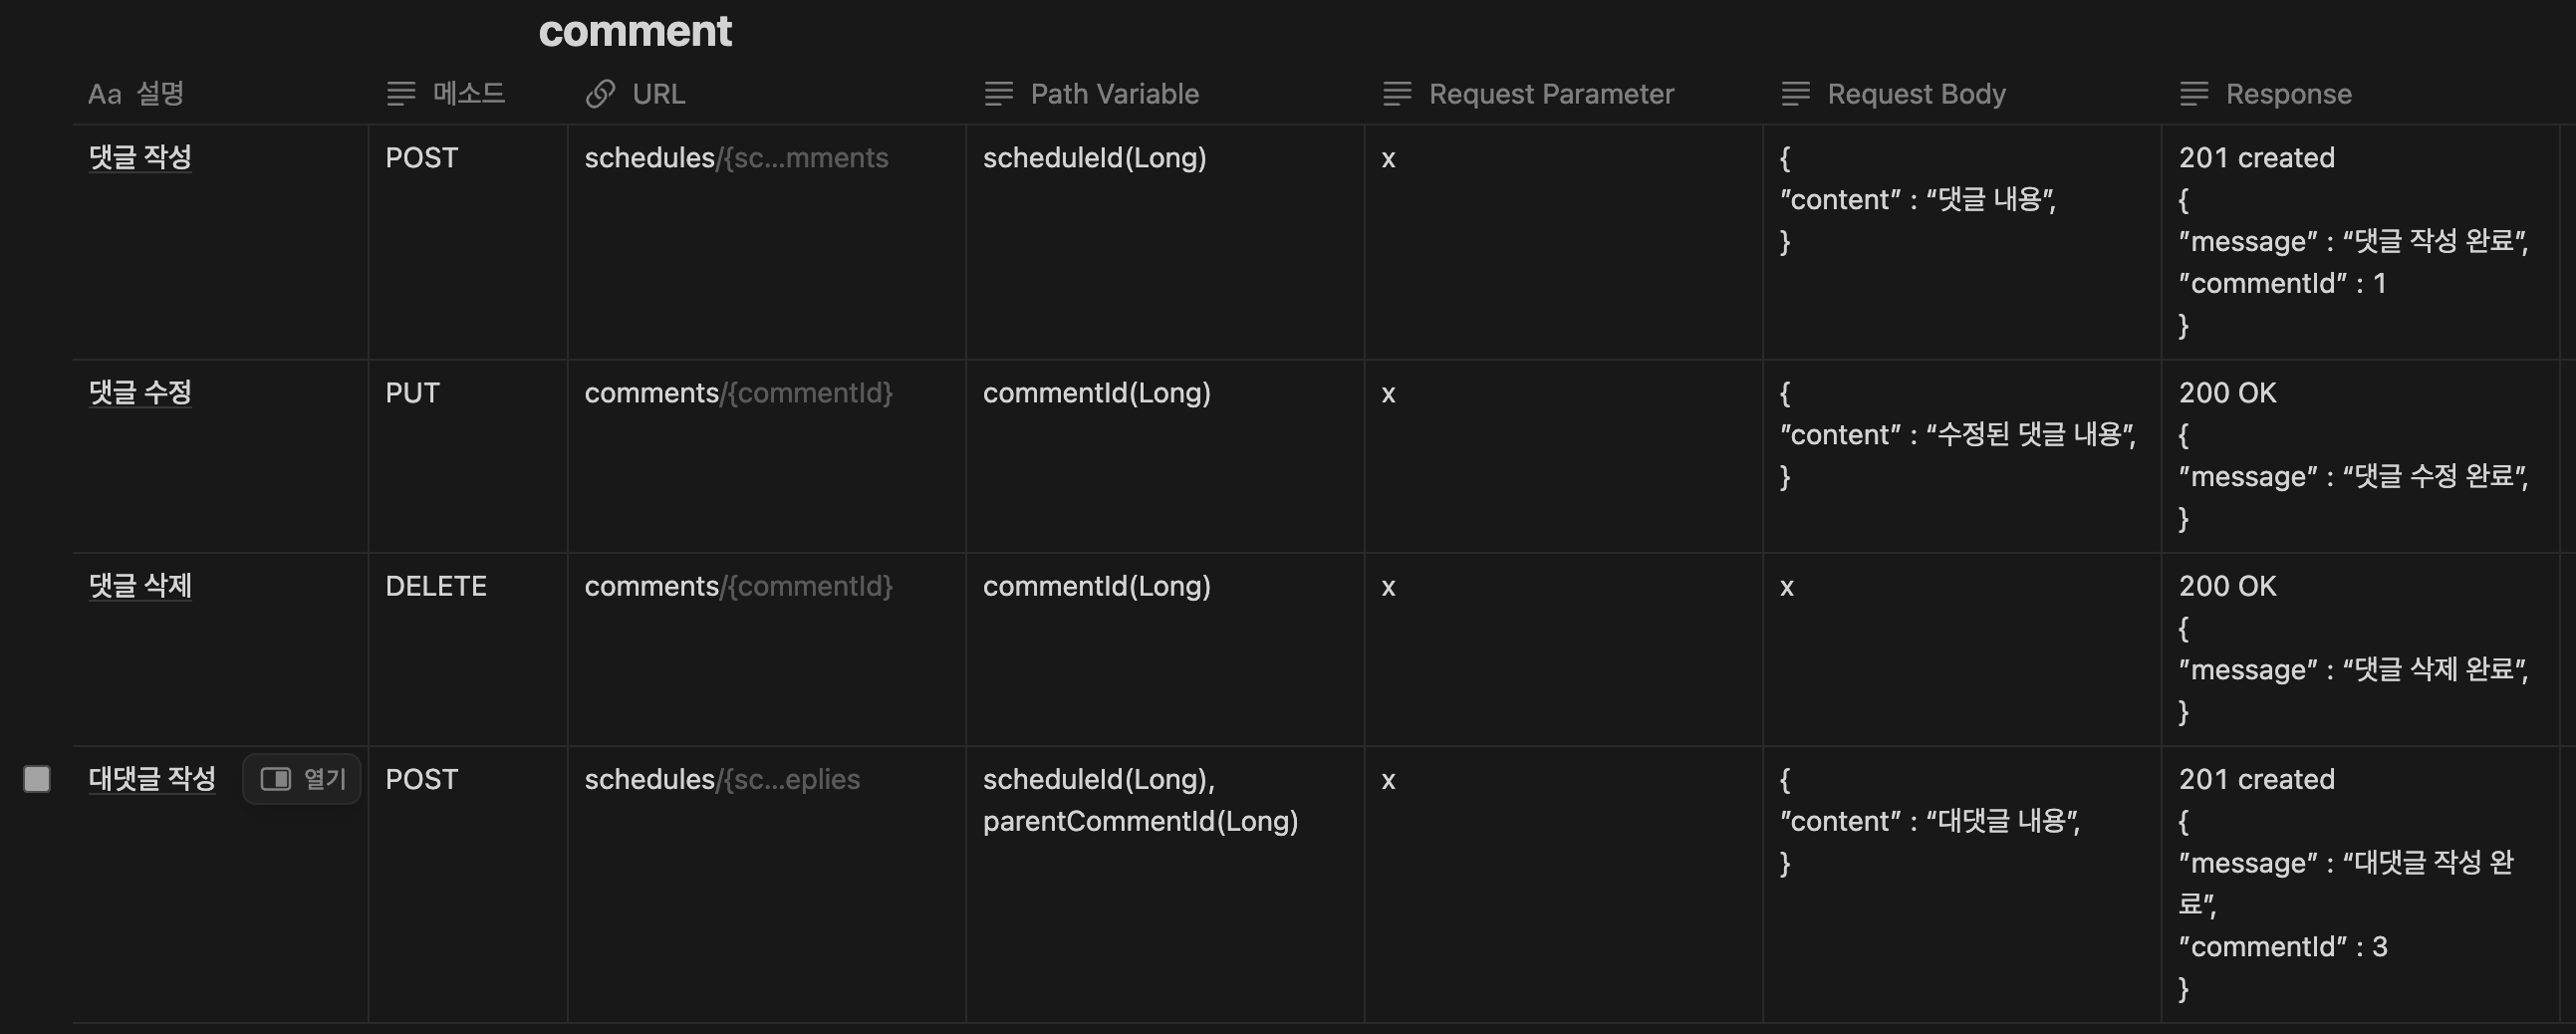 comment
Aa 설명
메소드
URL
Path Variable
Request Parameter
Request Body
Response
댓글 작성
POST
schedules/{sc...mments
scheduleId(Long)
x
{
”content” : “댓글 내용”,
}
201 created
{
”message” : “댓글 작성 완료”,
”commentId” : 1
}
댓글 수정
PUT
comments/{commentId}
commentId(Long)
x
{
”content” : “수정된 댓글 내용”,
}
200 OK
{
”message” : “댓글 수정 완료”,
}
댓글 삭제
DELETE
comments/{commentId}
commentId(Long)
x
x
200 OK
{
”message” : “댓글 삭제 완료”,
}
대댓글 작성
열기
POST
schedules/{sc...eplies
scheduleId(Long),
parentCommentId(Long)
x
{
”content” : “대댓글 내용”,
}
201 created
{
”message” : “대댓글 작성 완
료”,
”commentId” : 3
}